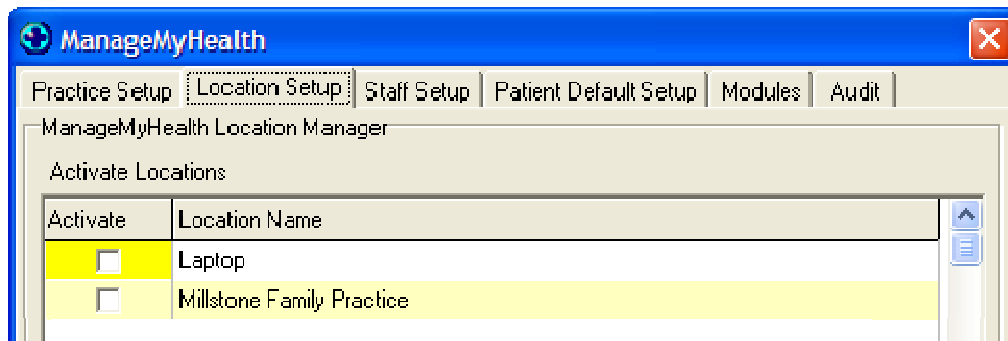 ManageMyHealth
Practice Setup Location Setup Staff Setup Patient Default Setup Modules Audit
ManageMyHealth Location Manager
Activate Locations
Activate Location Name
Laptop
Millstone Family Practice